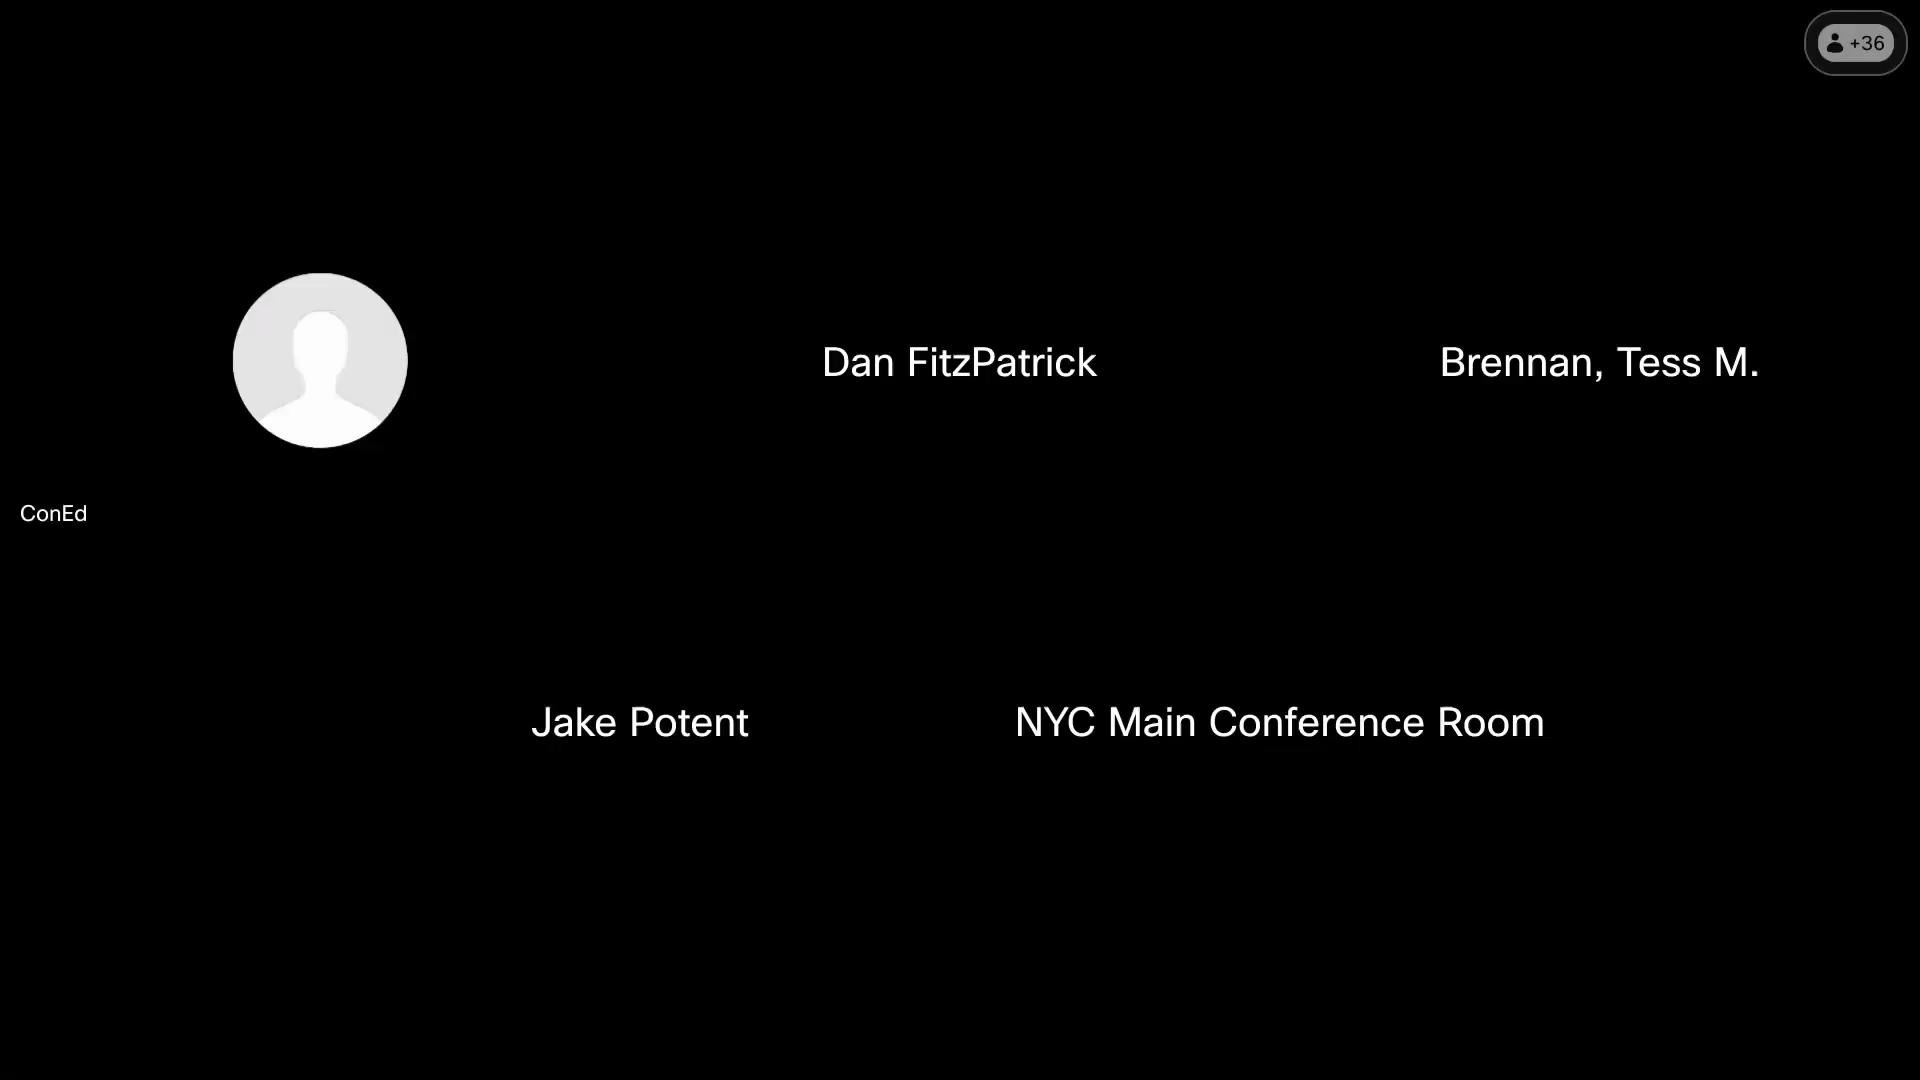 +36
Dan FitzPatrick
Brennan, Tess M.
ConEd
Jake Potent
NYC Main Conference Room